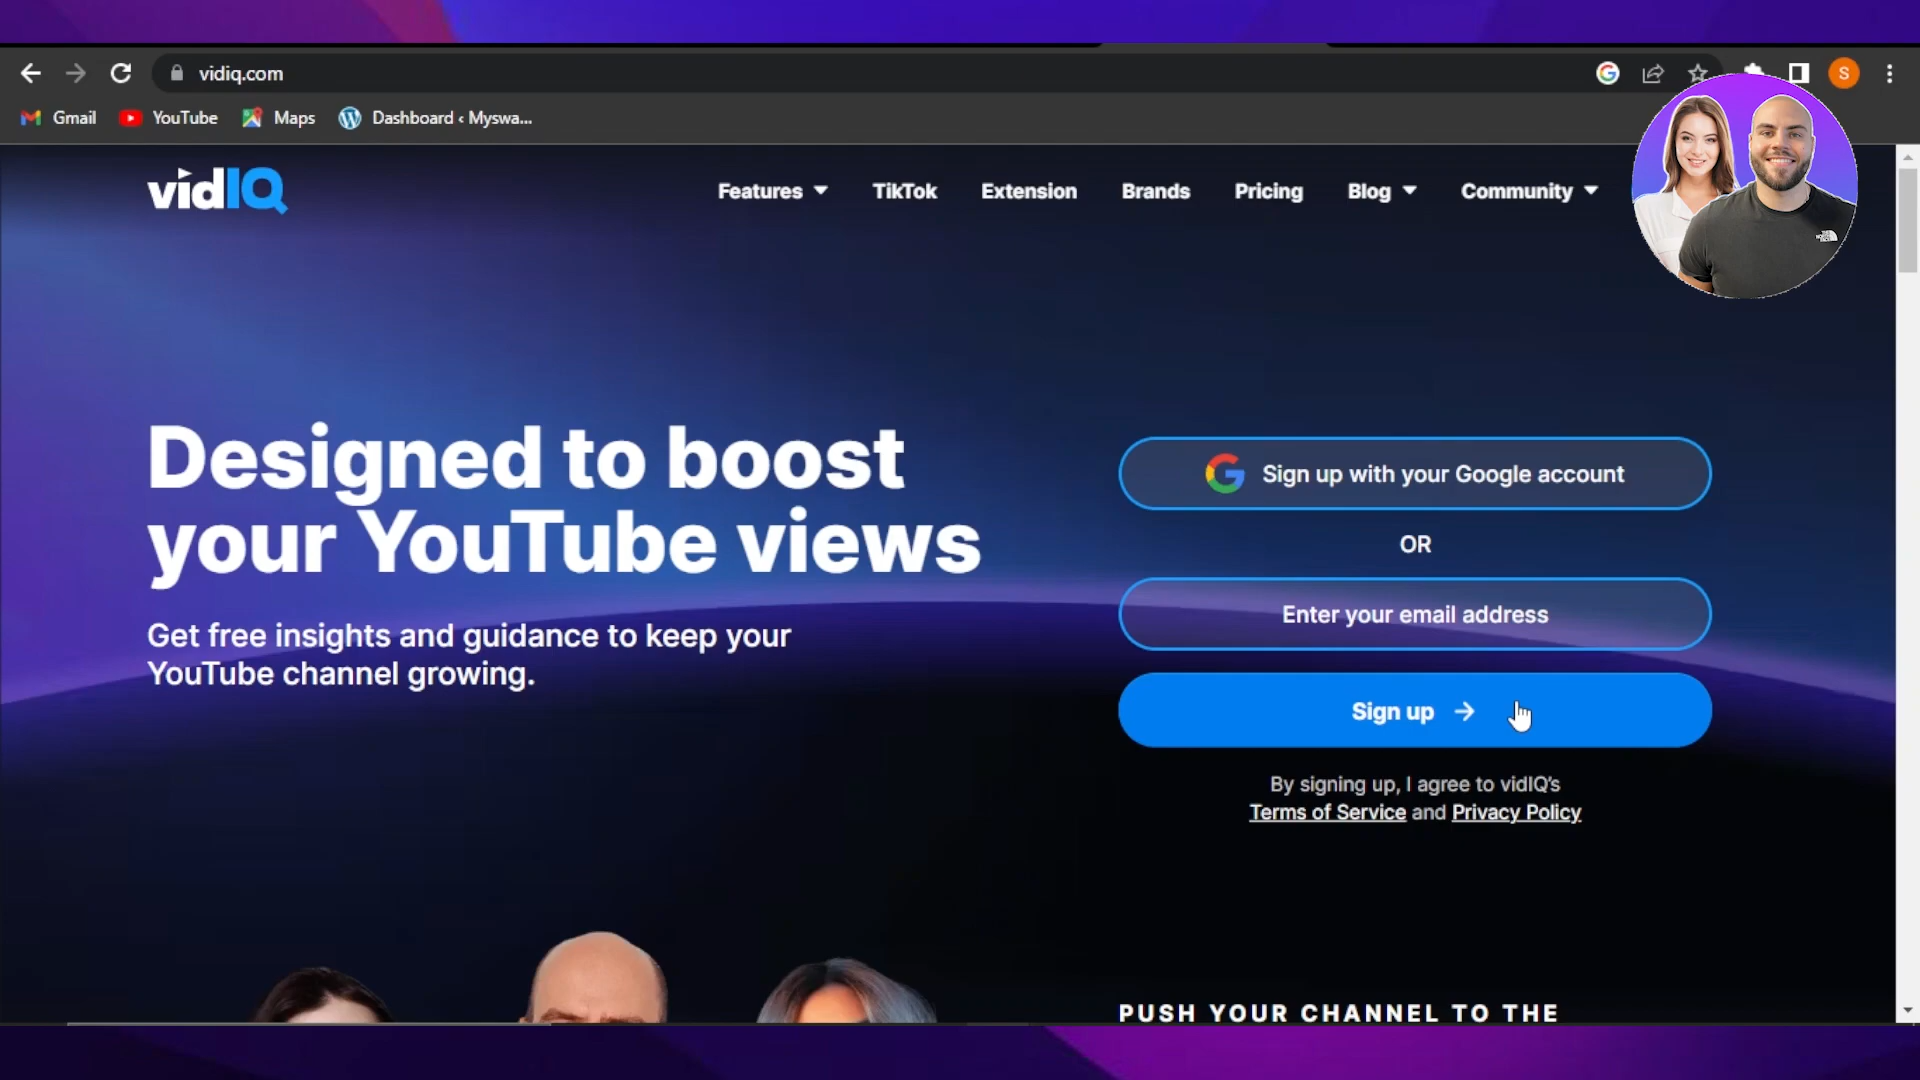 vidiq.com
S
Gmail
YouTube
Maps
Dashboard ‹ Myswa...
vidIQ
Features
TikTok
Extension
Brands
Pricing
Blog
Community
THE NORTH FACE
Designed to boost
your YouTube views
Get free insights and guidance to keep your
YouTube channel growing.
Sign up with your Google account
OR
Enter your email address
Sign up →
By signing up, I agree to vidIQ's
Terms of Service and Privacy Policy
PUSH YOUR CHANNEL TO THE